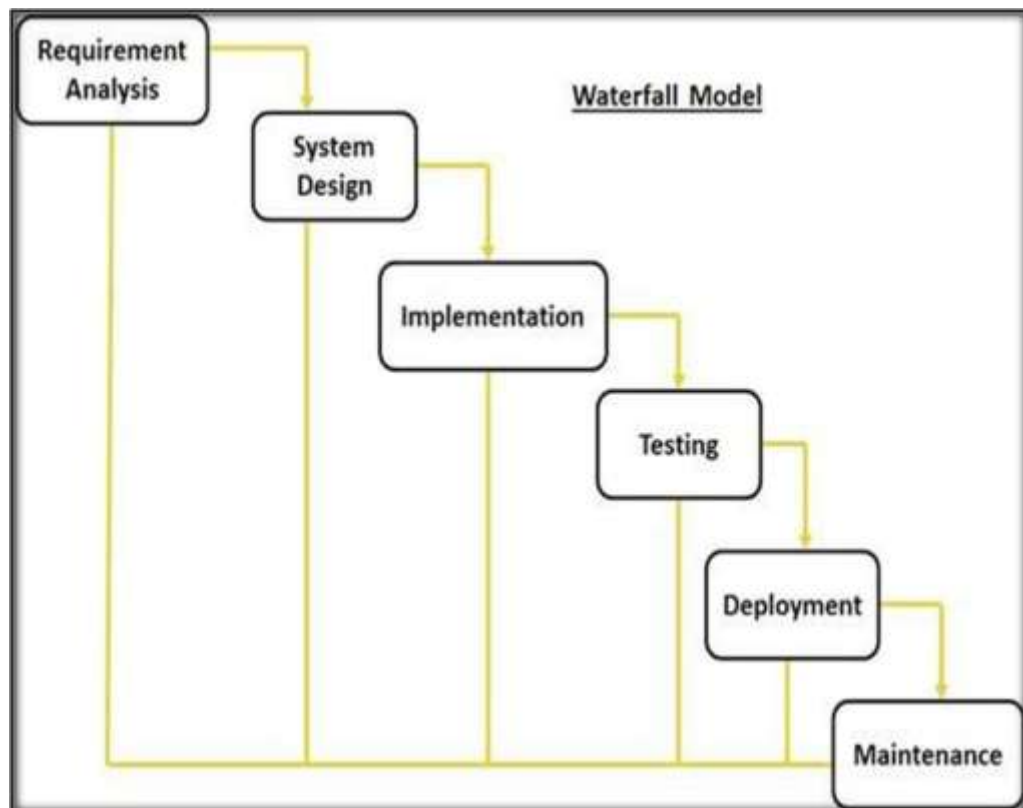 Requirement
Analysis
Waterfall Model
System
Design
Implementation
Testing
Deployment
Maintenance